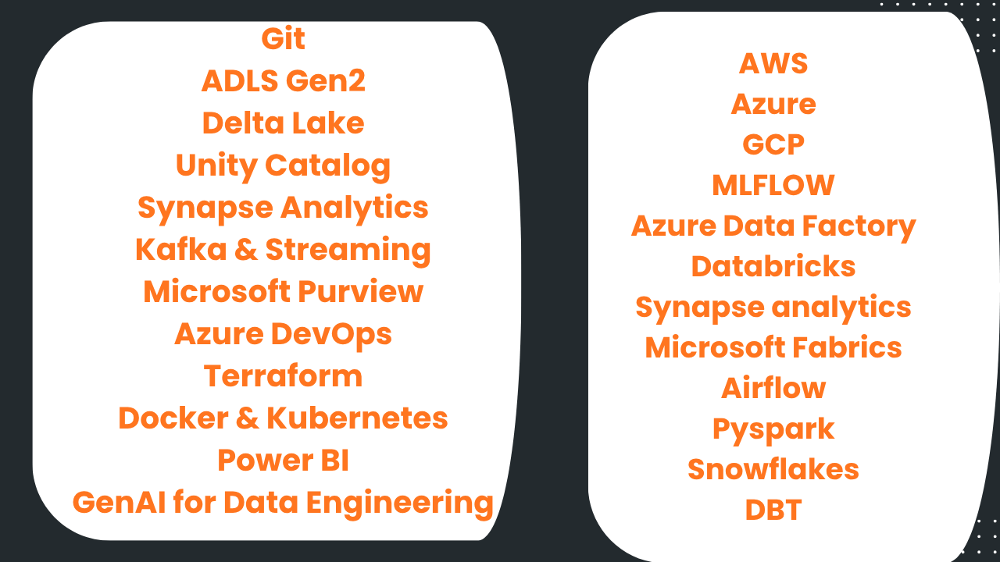 Git
ADLS Gen2
Delta Lake
Unity Catalog
Synapse Analytics
Kafka & Streaming
Microsoft Purview
Azure DevOps
Terraform
Docker & Kubernetes
Power BI
GenAI for Data Engineering
AWS
Azure
GCP
MLFLOW
Azure Data Factory
Databricks
Synapse analytics
Microsoft Fabrics
Airflow
Pyspark
Snowflakes
DBT